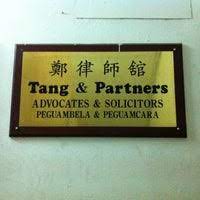 鄭律師舘
Tang & Partners
ADVOCATES & SOLICITORS
PEGUAMBELA & PEGUAMCARA